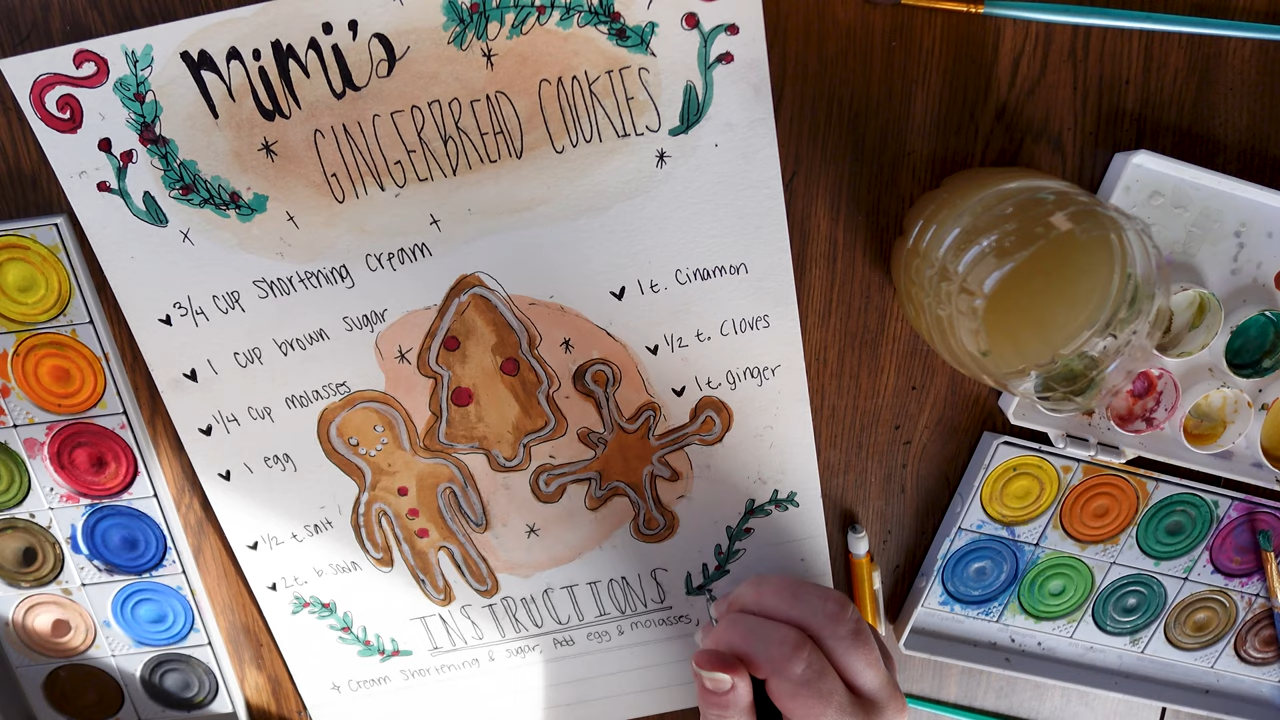 mimi's
GINGERBREAD COOKIES
3/4 cup shortening cream
1 cup brown sugar
1/4 cup molasses
1 egg
1/2 t. salt
2 t. b. soda
1 t. Cinamon
1/2 t. Cloves
1 t. ginger
INSTRUCTIONS
Cream shortening & sugar, Add egg & molasses,